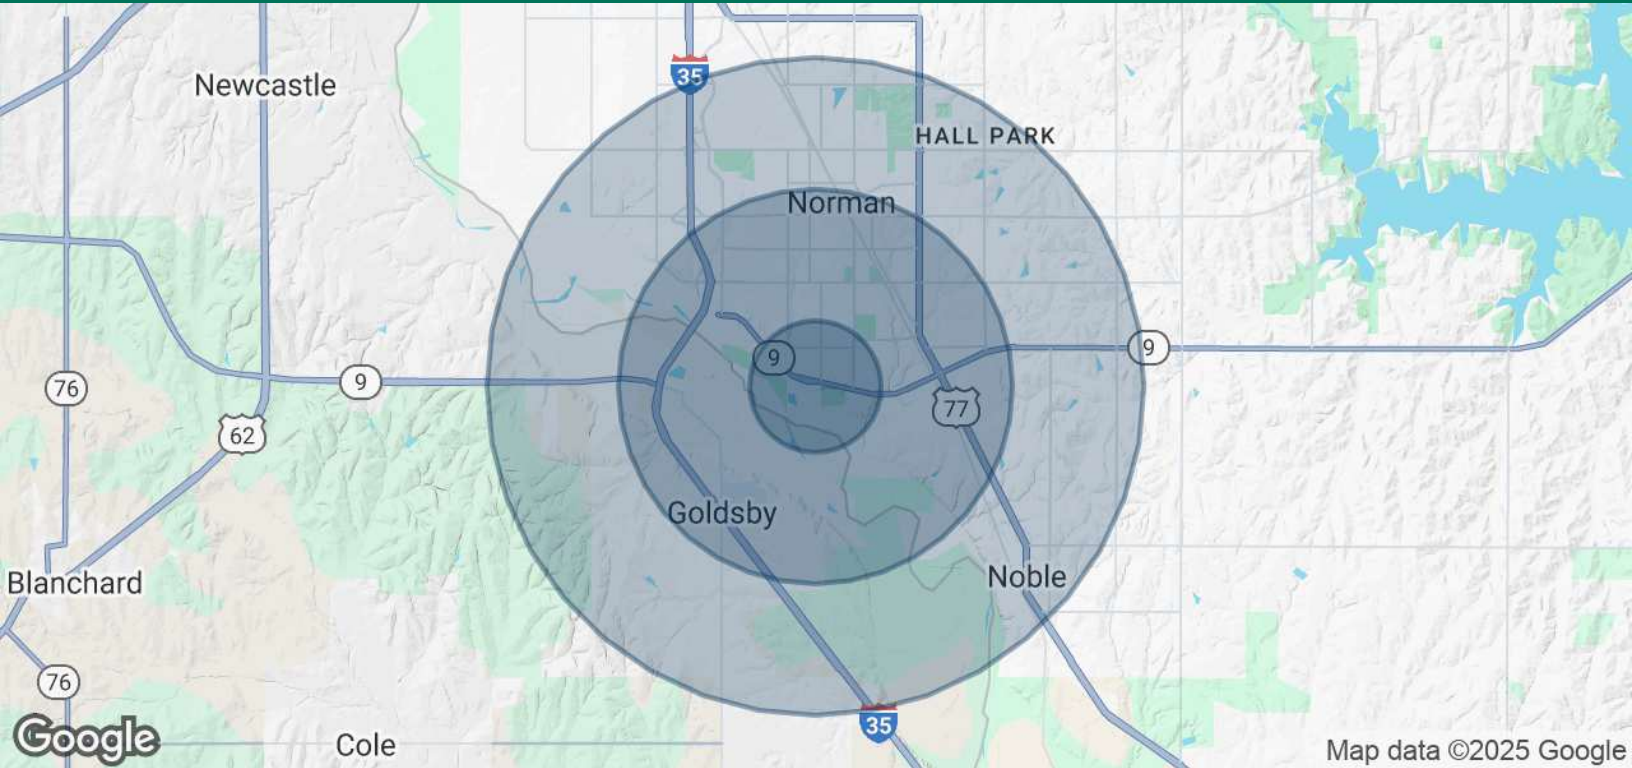 35
Newcastle
HALL PARK
Norman
9
9
76
9
77
62
Goldsby
Noble
Blanchard
76
35
Google
Cole
Map data ©2025 Google